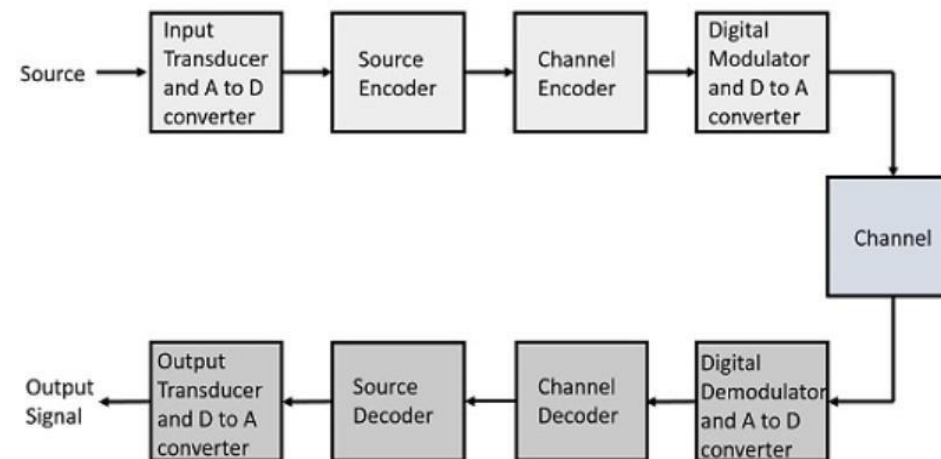 Source
Input
Transducer
and A to D
converter
Source
Encoder
Channel
Encoder
Digital
Modulator
and D to A
converter
Channel
Output
Signal
Output
Transducer
and D to A
converter
Source
Decoder
Channel
Decoder
Digital
Demodulator
and A to D
converter